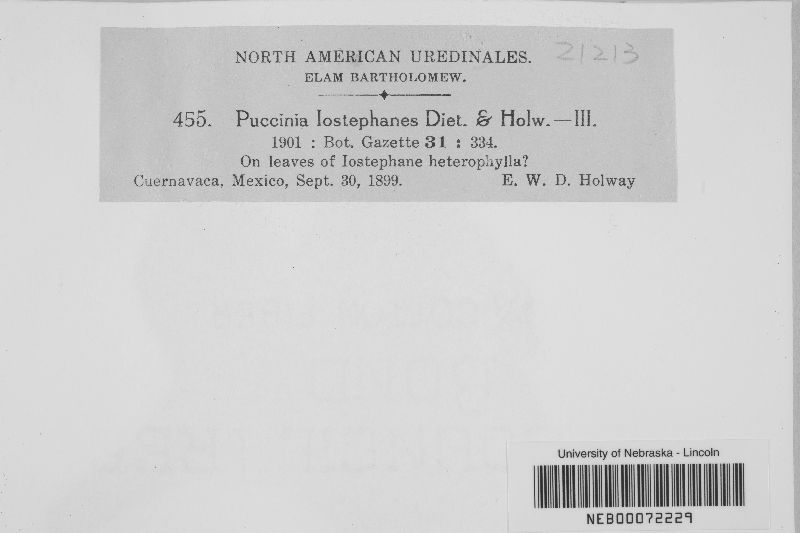 NORTH AMERICAN UREDINALES. 21213
ELAM BARTHOLOMEW.
455. Puccinia Iostephanes Diet. & Holw.—III.
1901 : Bot. Gazette 31 : 334.
On leaves of Iostephane heterophylla?
Cuernavaca, Mexico, Sept. 30, 1899. E. W. D. Holway
University of Nebraska - Lincoln
NEB00072229